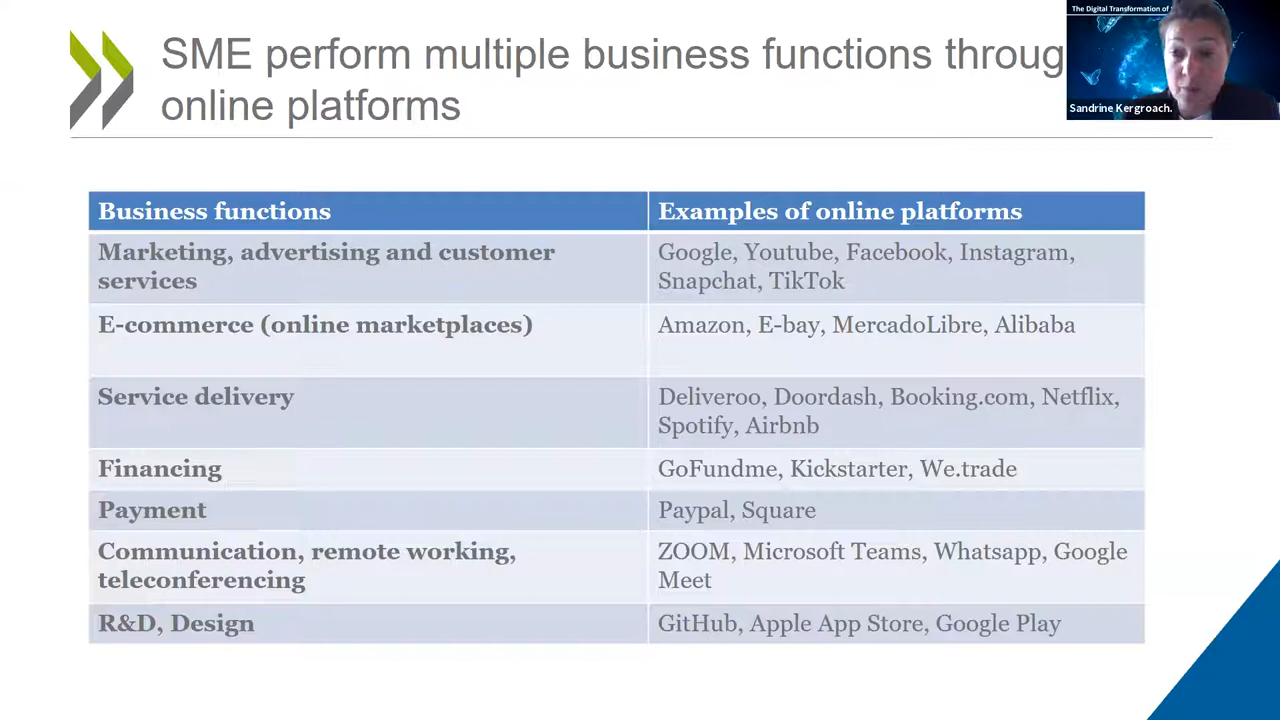 SME perform multiple business functions throug
online platforms
The Digital Transformation of
Sandrine Kergroach.
Business functions
Examples of online platforms
Marketing, advertising and customer
services
Google, Youtube, Facebook, Instagram,
Snapchat, TikTok
E-commerce (online marketplaces)
Amazon, E-bay, MercadoLibre, Alibaba
Service delivery
Deliveroo, Doordash, Booking.com, Netflix,
Spotify, Airbnb
Financing
GoFundme, Kickstarter, We.trade
Payment
Paypal, Square
Communication, remote working,
teleconferencing
ZOOM, Microsoft Teams, Whatsapp, Google
Meet
R&D, Design
GitHub, Apple App Store, Google Play